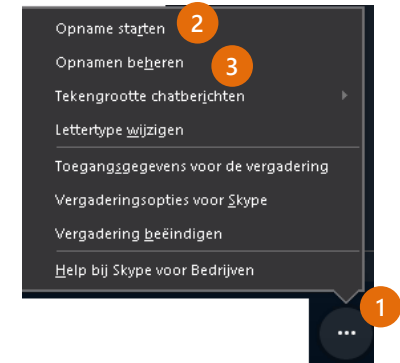 Opname starten 2
Opnamen beheren 3
Tekengrootte chatberichten
Lettertype wijzigen
Toegangsgegevens voor de vergadering
Vergaderingsopties voor Skype
Vergadering beëindigen
Help bij Skype voor Bedrijven
1